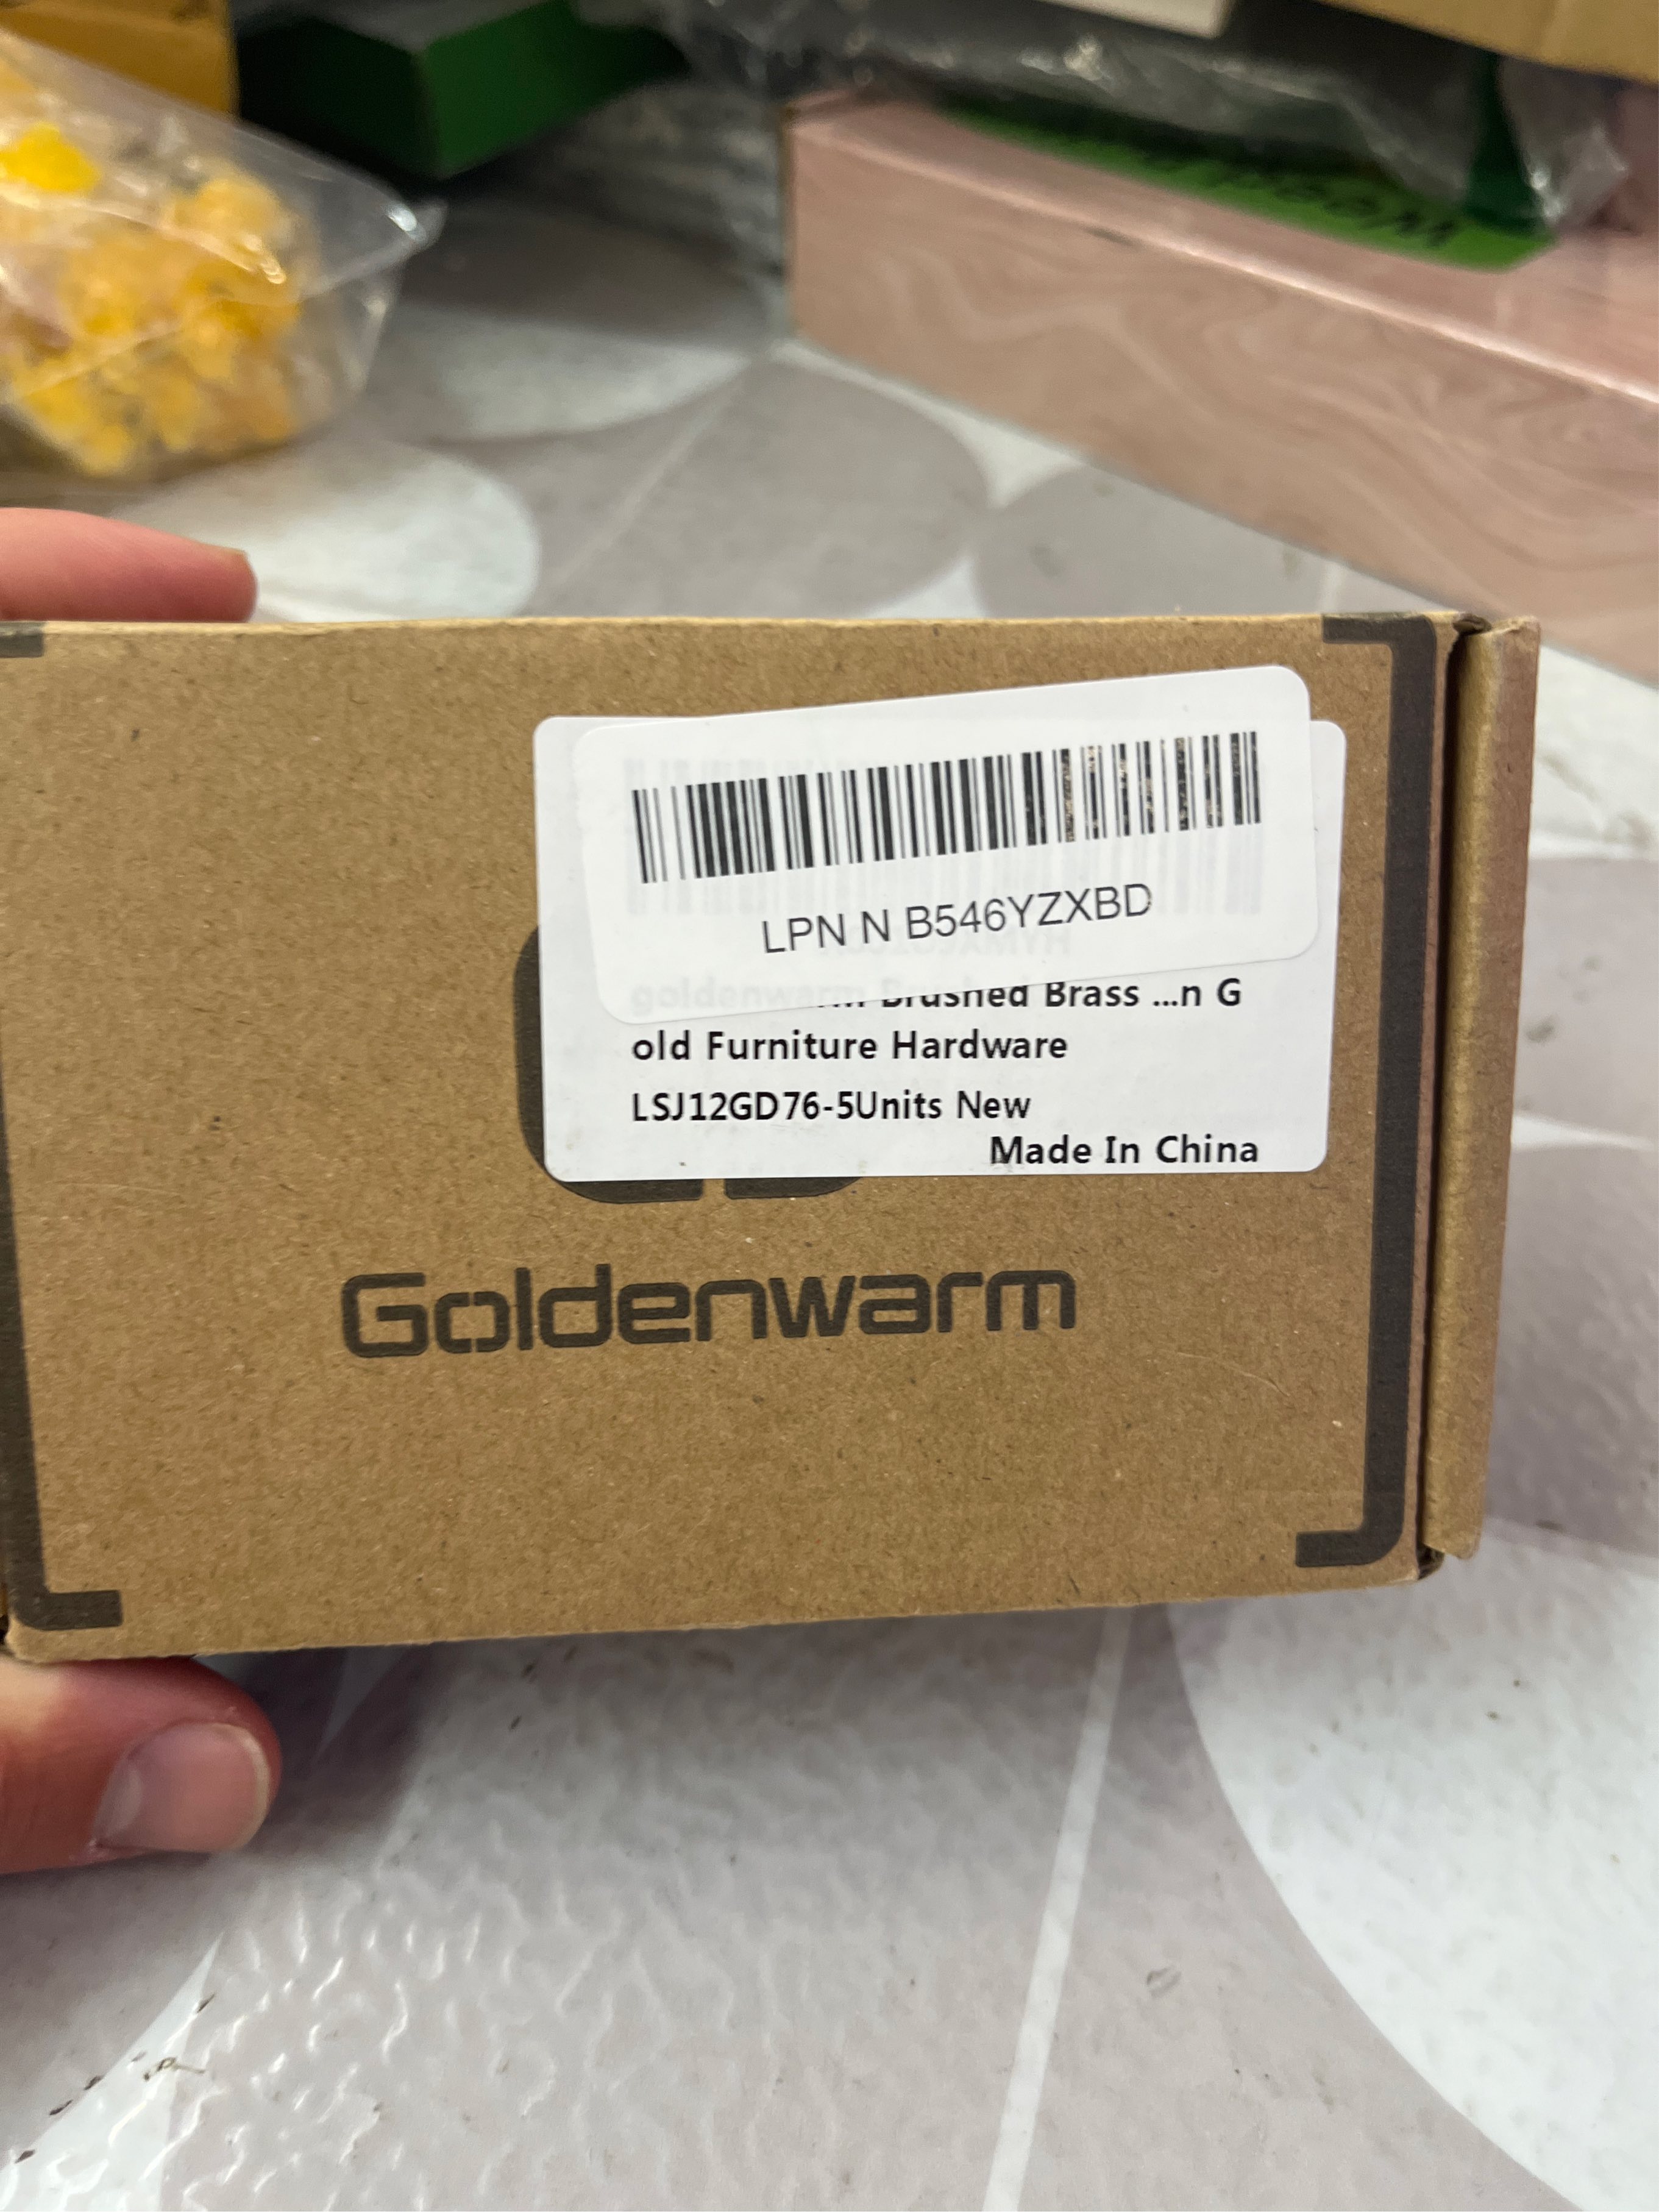 LPN N B546YZXBD
goldenwarm Brushed Brass ...n G
old Furniture Hardware
LSJ12GD76-5Units New
Made In China
Goldenwarm